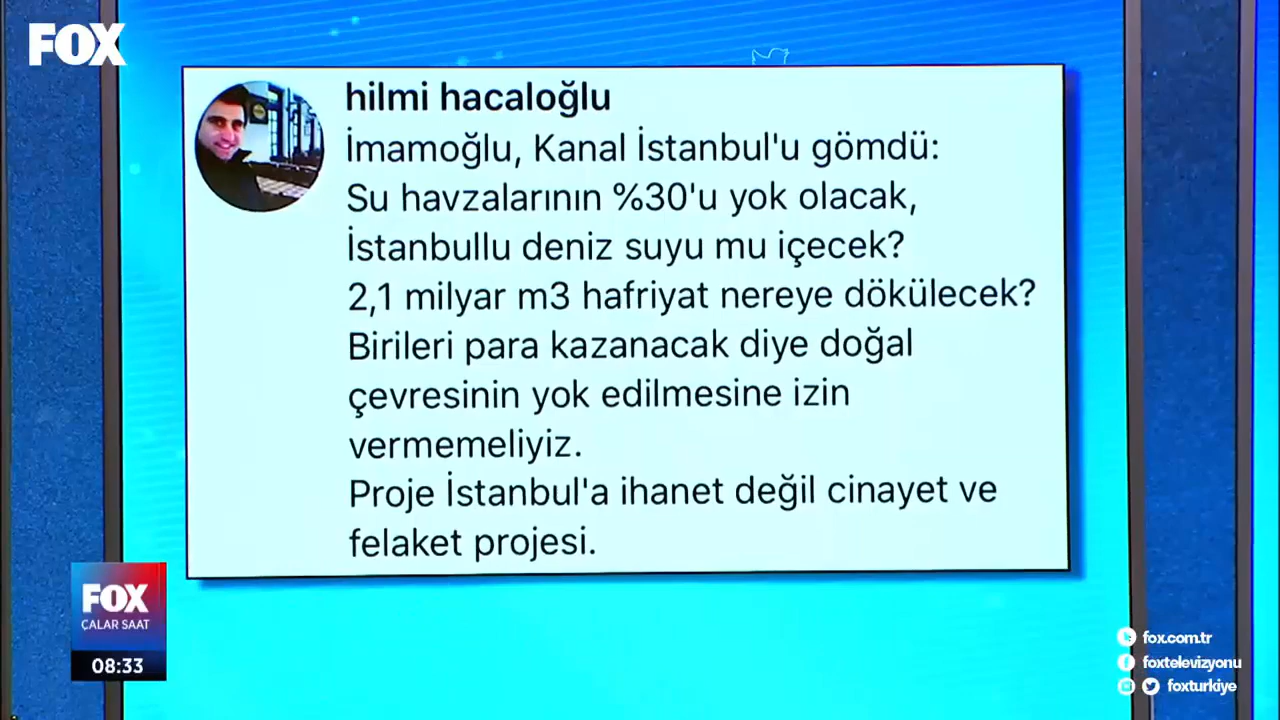 FOX
hilmi hacaloğlu
İmamoğlu, Kanal İstanbul'u gömdü:
Su havzalarının %30'u yok olacak,
İstanbullu deniz suyu mu içecek?
2,1 milyar m3 hafriyat nereye dökülecek?
Birileri para kazanacak diye doğal
çevresinin yok edilmesine izin
vermemeliyiz.
Proje İstanbul'a ihanet değil cinayet ve
felaket projesi.
FOX
ÇALAR SAAT
08:33
fox.com.tr
foxtelevizyonu
foxturkiye